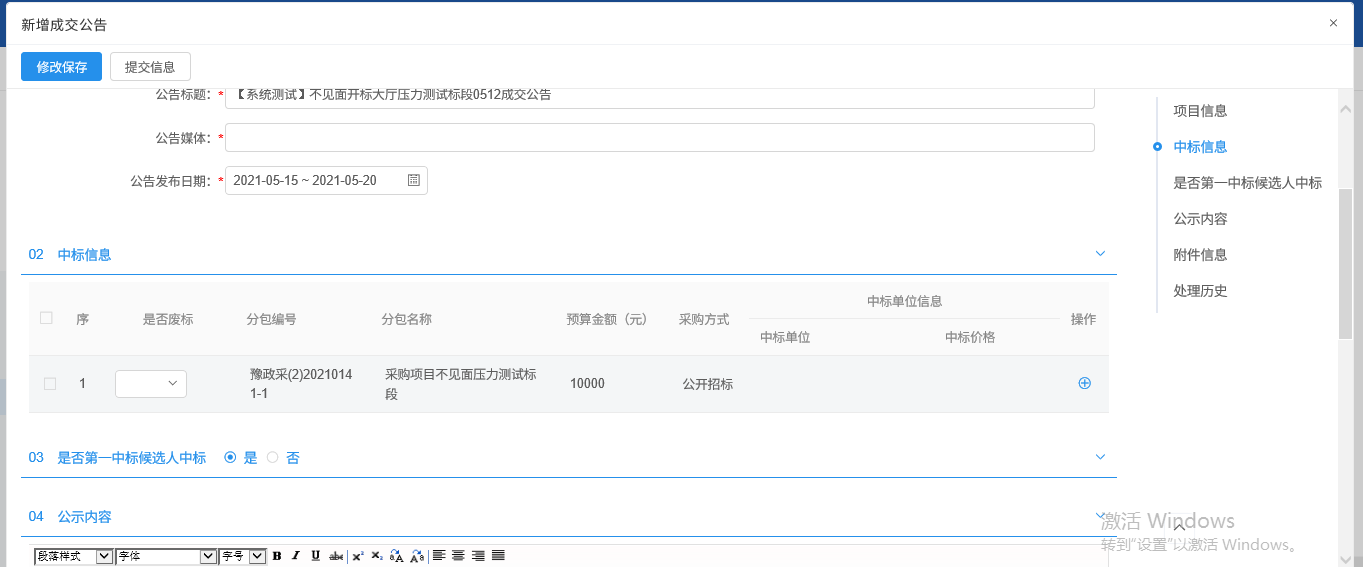 新增成交公告
×
修改保存 提交信息
公告标题：*【系统测试】不见面开标大厅压力测试标段0512成交公告
公告媒体：*
公告发布日期：* 2021-05-15 ~ 2021-05-20
项目信息
中标信息
是否第一中标候选人中标
公示内容
附件信息
处理历史
02 中标信息
序 是否废标 分包编号 分包名称 预算金额（元） 采购方式 中标单位信息 操作
中标单位 中标价格
1 豫政采(2)2021014 采购项目不见面压力测试标 10000 公开招标
1-1 段
03 是否第一中标候选人中标 是 否
04 公示内容
段落样式 字体 字号 B I U abc x² x₂
激活 Windows
转到"设置"以激活 Windows。